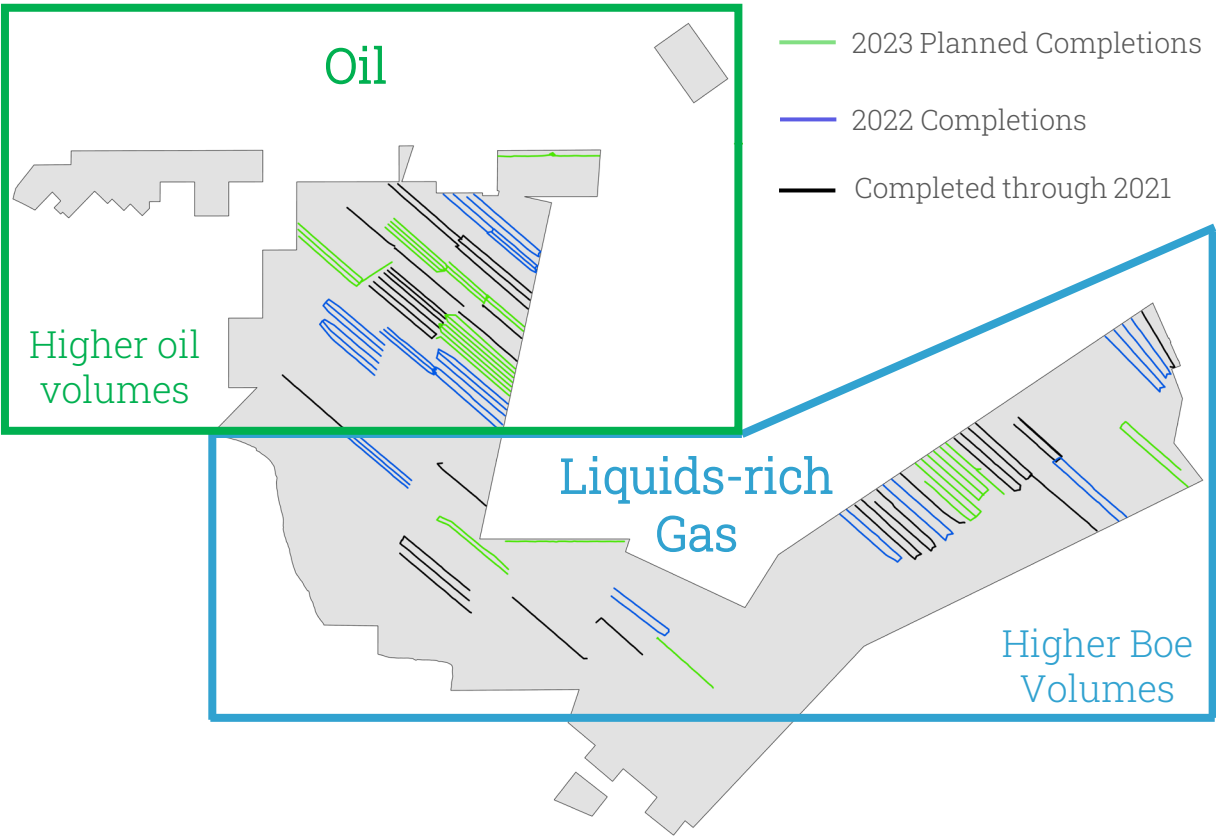 Oil
2023 Planned Completions
2022 Completions
Completed through 2021
Higher oil
volumes
Liquids-rich
Gas
Higher Boe
Volumes